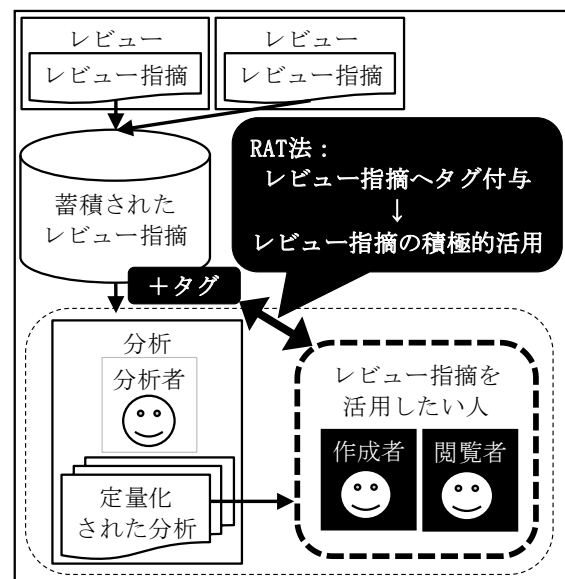 レビュー
レビュー指摘
レビュー
レビュー指摘
蓄積された
レビュー指摘
RAT法：
レビュー指摘へタグ付与
↓
レビュー指摘の積極的活用
＋タグ
分析
分析者
定量化
された分析
レビュー指摘を
活用したい人
作成者
閲覧者